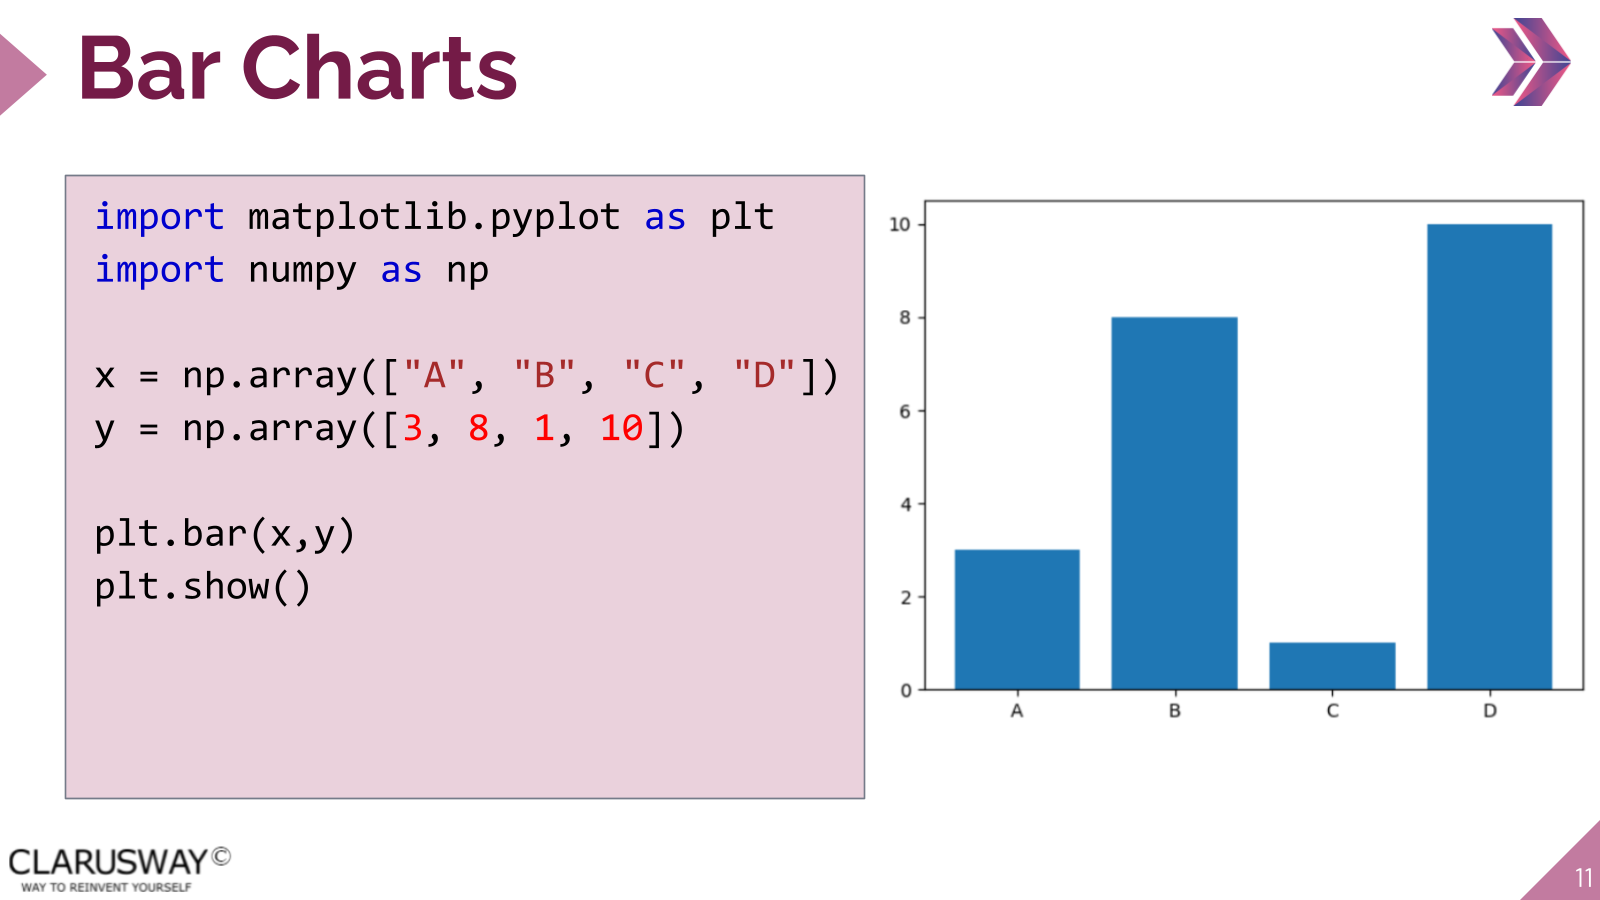 Bar Charts
import matplotlib.pyplot as plt
import numpy as np
x = np.array(["A", "B", "C", "D"])
y = np.array([3, 8, 1, 10])
plt.bar(x,y)
plt.show()
10
8
6
4
2
0
A B C D
CLARUSWAY©
WAY TO REINVENT YOURSELF
11